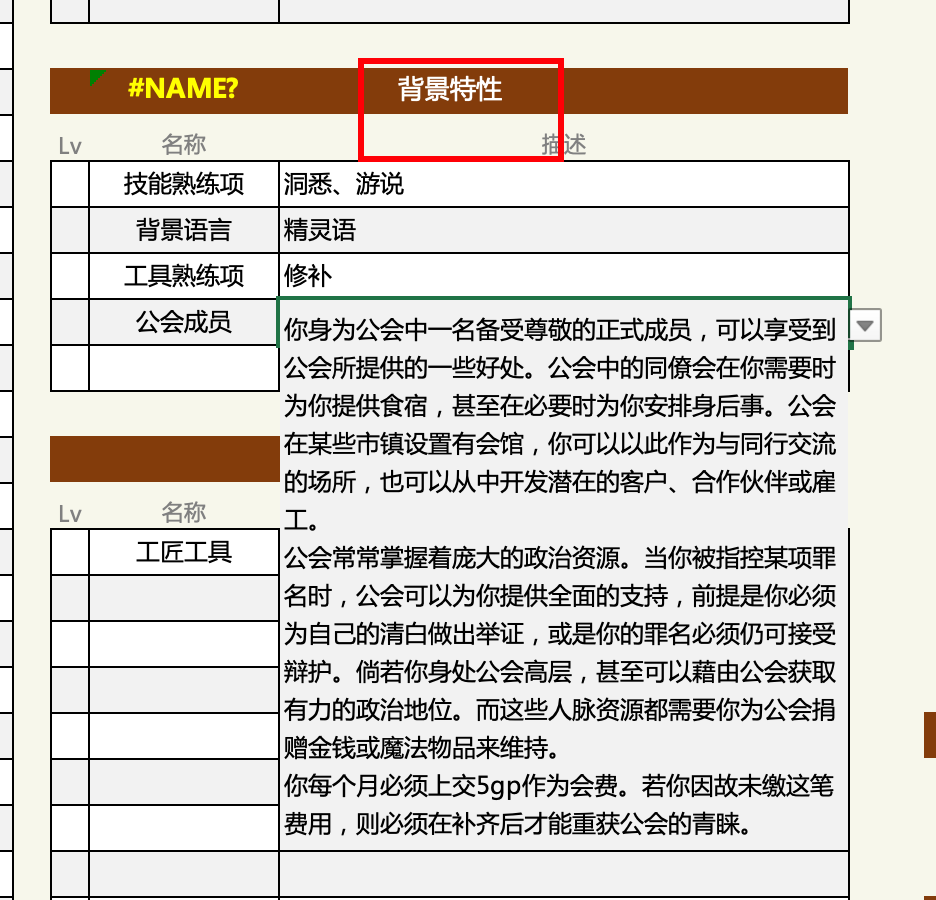 #NAME? 背景特性
Lv 名称 描述
技能熟练项 洞悉、游说
背景语言 精灵语
工具熟练项 修补
公会成员
你身为公会中一名备受尊敬的正式成员，可以享受到
公会所提供的一些好处。公会中的同僚会在你需要时
为你提供食宿，甚至在必要时为你安排身后事。公会
在某些市镇设置有会馆，你可以以此作为与同行交流
的场所，也可以从中开发潜在的客户、合作伙伴或雇
工。
公会常常掌握着庞大的政治资源。当你被指控某项罪
名时，公会可以为你提供全面的支持，前提是你必须
为自己的清白做出举证，或是你的罪名必须仍可接受
辩护。倘若你身处公会高层，甚至可以藉由公会获取
有力的政治地位。而这些人脉资源都需要你为公会捐
赠金钱或魔法物品来维持。
你每个月必须上交5gp作为会费。若你因故未缴这笔
费用，则必须在补齐后才能重获公会的青睐。
Lv 名称
工匠工具